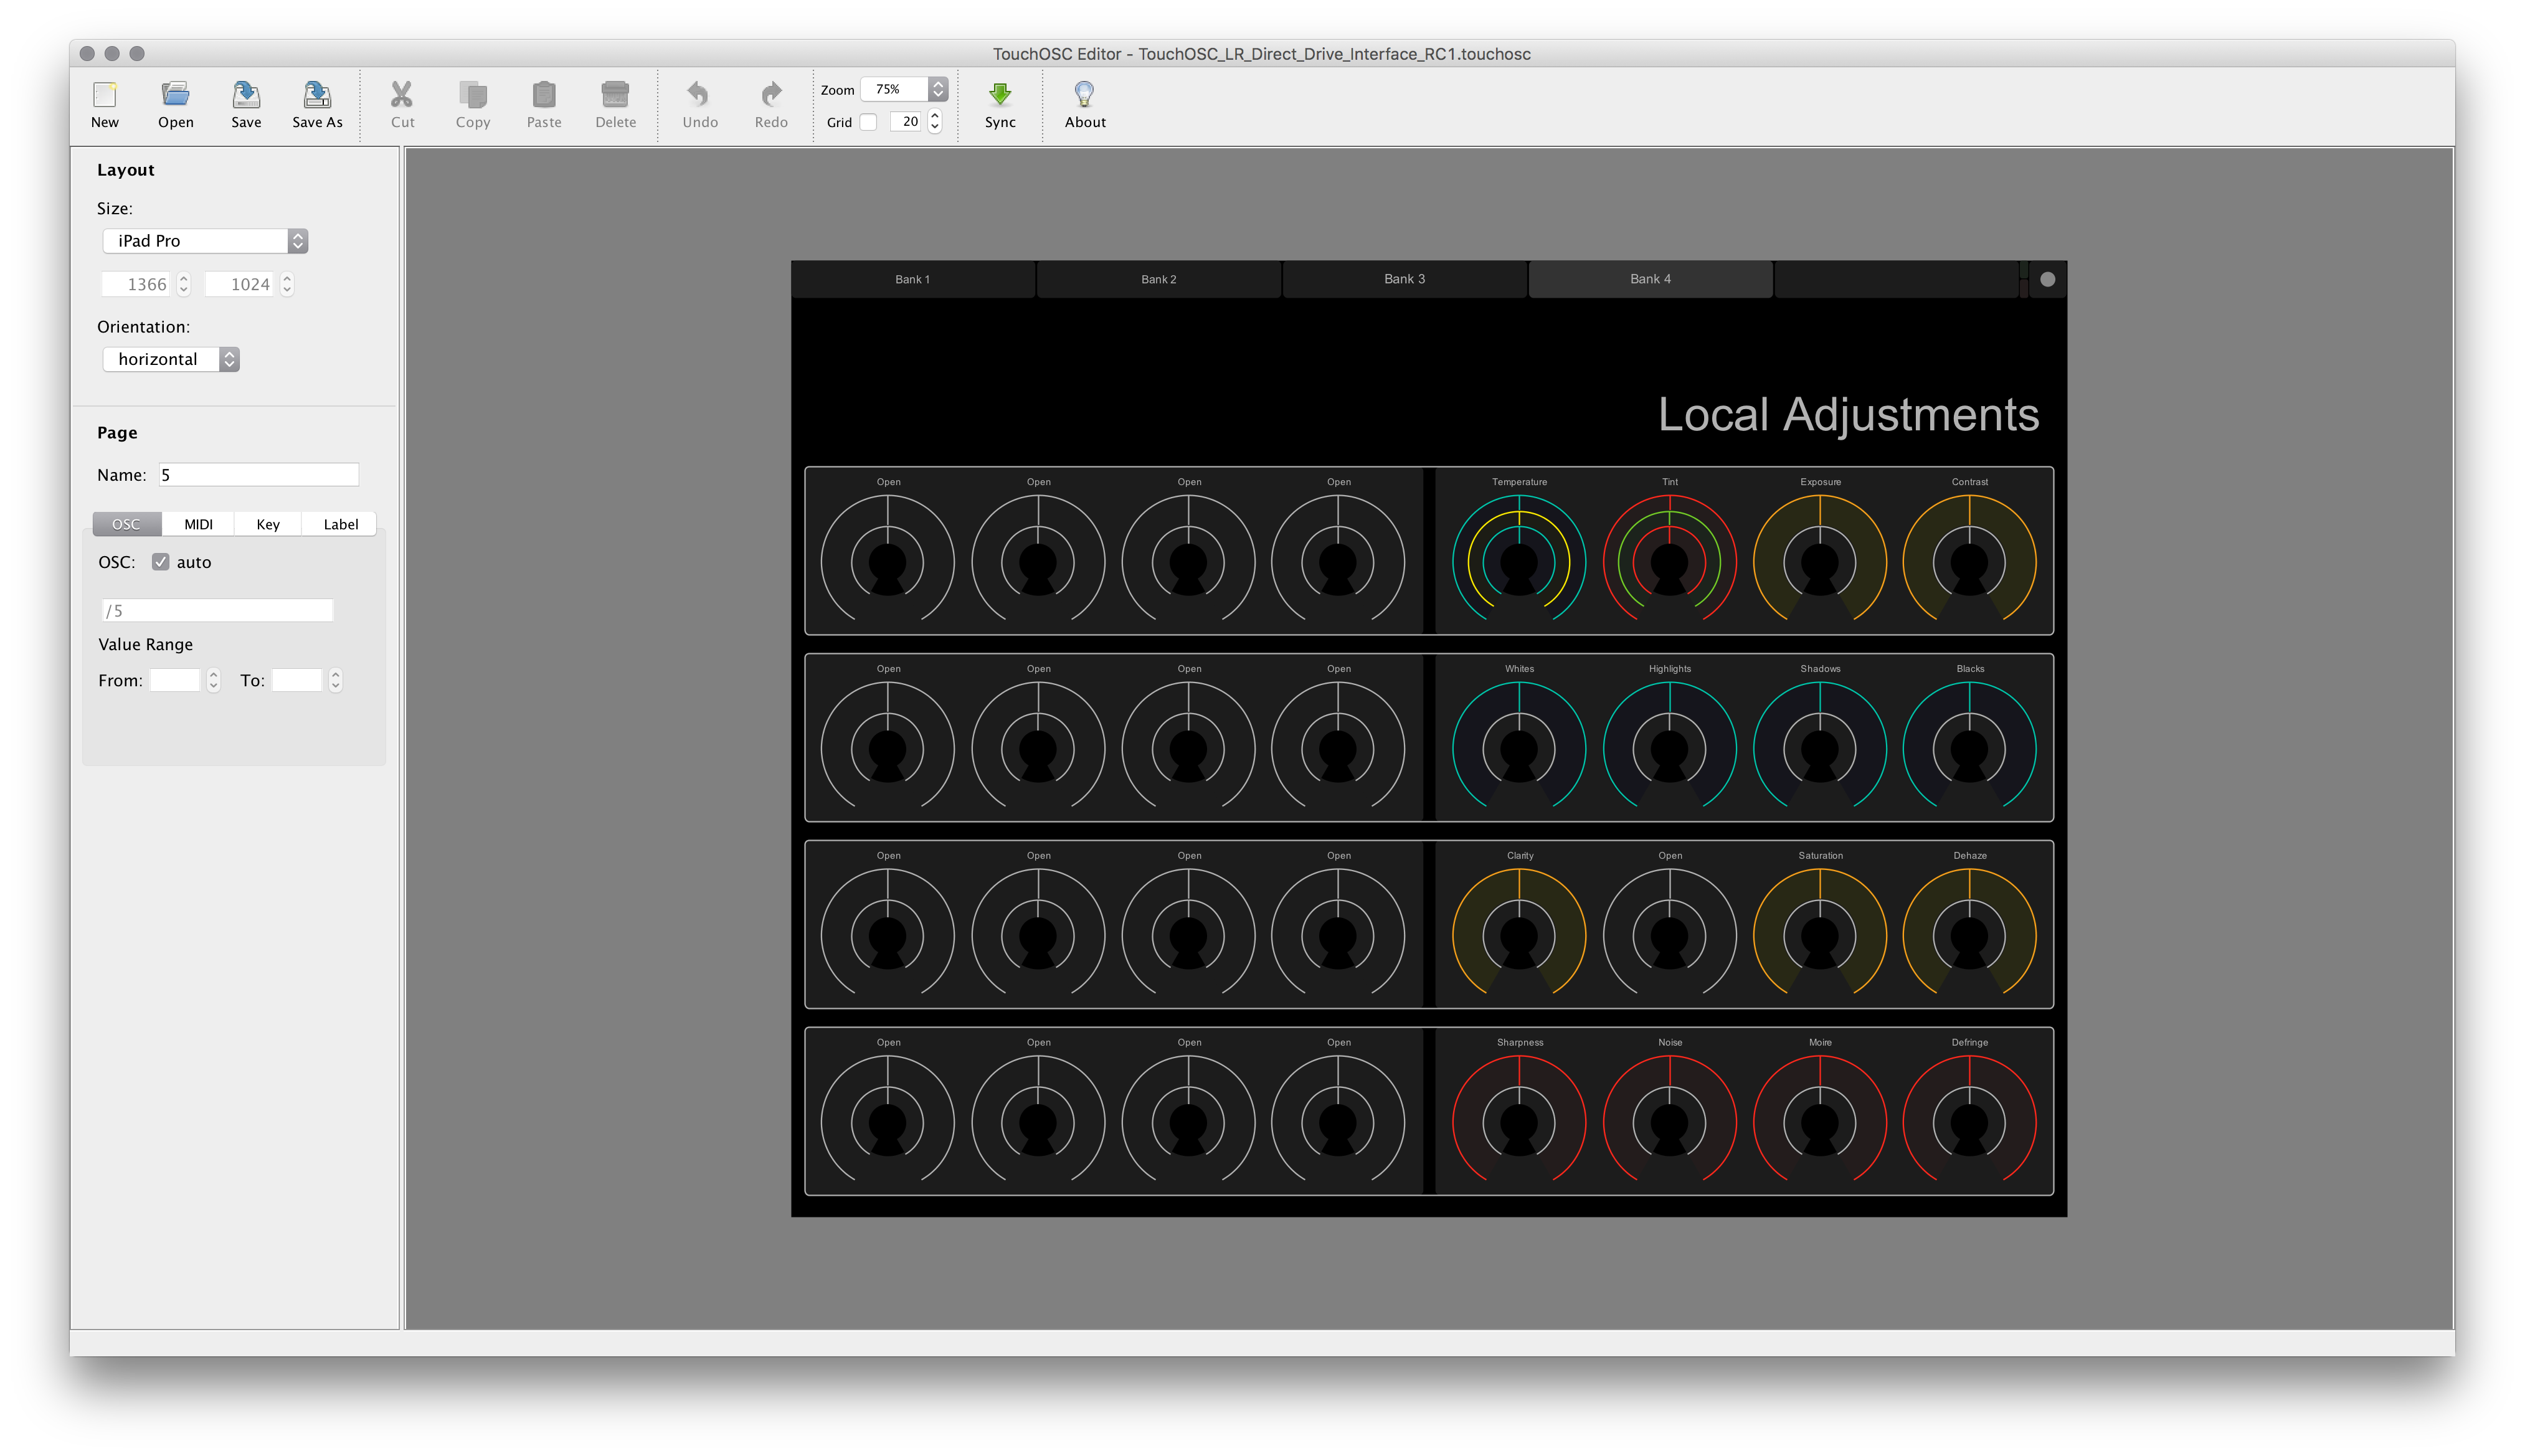 TouchOSC Editor - TouchOSC_LR_Direct_Drive_Interface_RC1.touchosc
New Open Save Save As Cut Copy Paste Delete Undo Redo Zoom 75% Grid 20 Sync About
Layout
Size:
iPad Pro
1366 1024
Orientation:
horizontal
Page
Name: 5
OSC MIDI Key Label
OSC: auto
/5
Value Range
From: To:
Bank 1 Bank 2 Bank 3 Bank 4
Local Adjustments
Open Open Open Open Temperature Tint Exposure Contrast
Open Open Open Open Whites Highlights Shadows Blacks
Open Open Open Open Clarity Open Saturation Dehaze
Open Open Open Open Sharpness Noise Moire Defringe